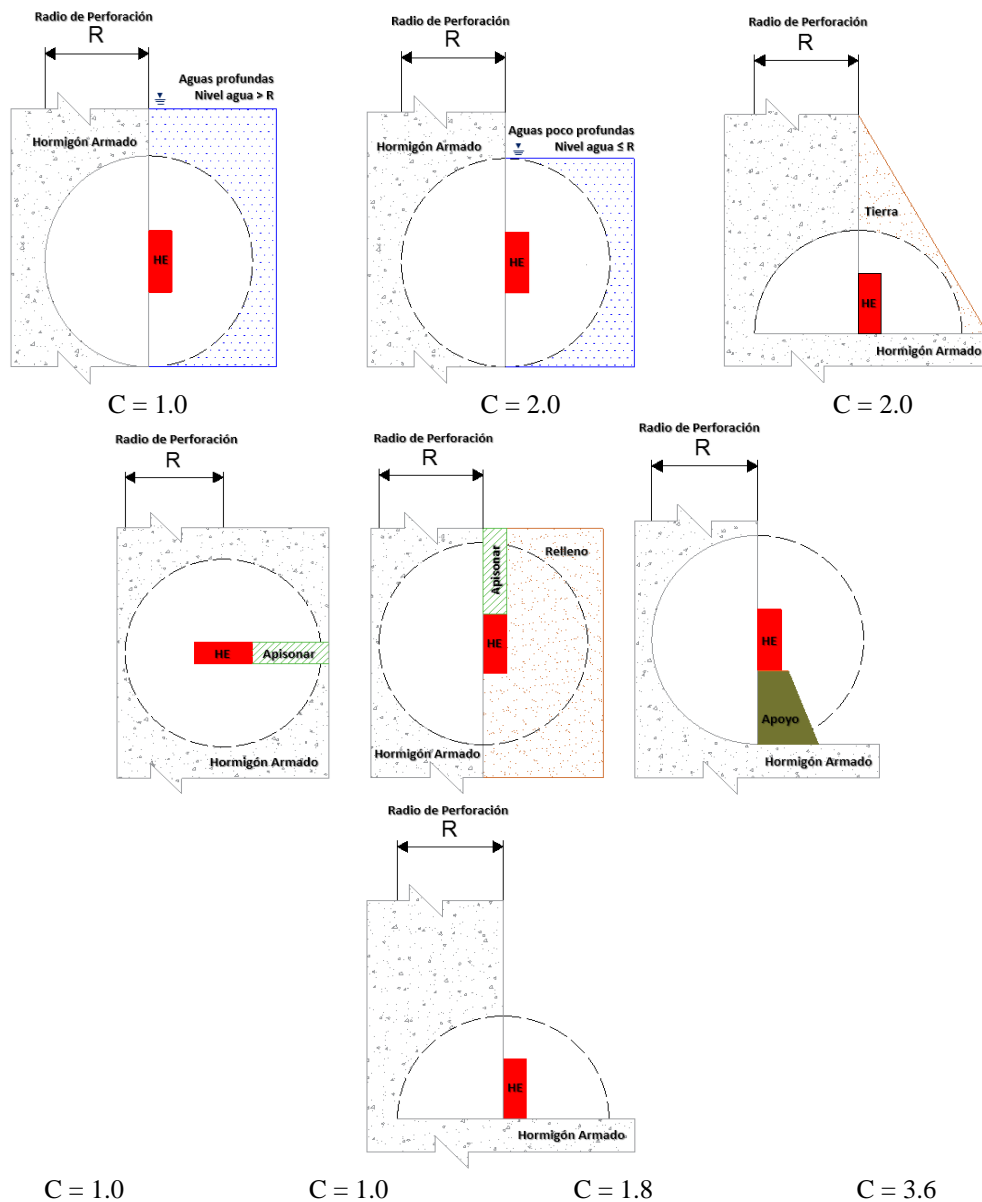 Radio de Perforación
R
Aguas profundas
Nivel agua > R
Hormigón Armado
HE
Radio de Perforación
R
Aguas poco profundas
Nivel agua ≤ R
Hormigón Armado
HE
Radio de Perforación
R
Tierra
HE
Hormigón Armado
C = 1.0
C = 2.0
C = 2.0
Radio de Perforación
R
HE
Apisonar
Hormigón Armado
Radio de Perforación
R
Apisonar
Relleno
HE
Hormigón Armado
Radio de Perforación
R
HE
Apoyo
Hormigón Armado
Radio de Perforación
R
HE
Hormigón Armado
C = 1.0
C = 1.0
C = 1.8
C = 3.6